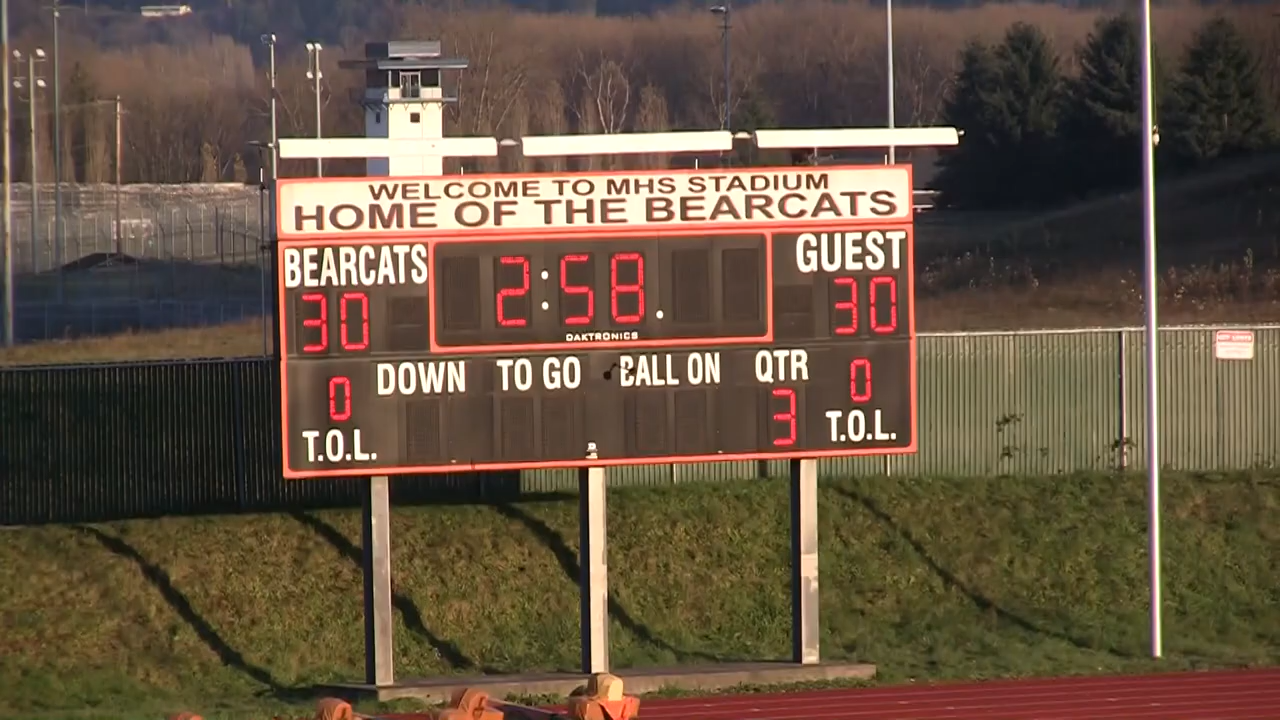 WELCOME TO MHS STADIUM
HOME OF THE BEARCATS
BEARCATS 2:58. GUEST
30 30
DAKTRONICS
DOWN TO GO BALL ON QTR
0 3 0
T.O.L. T.O.L.